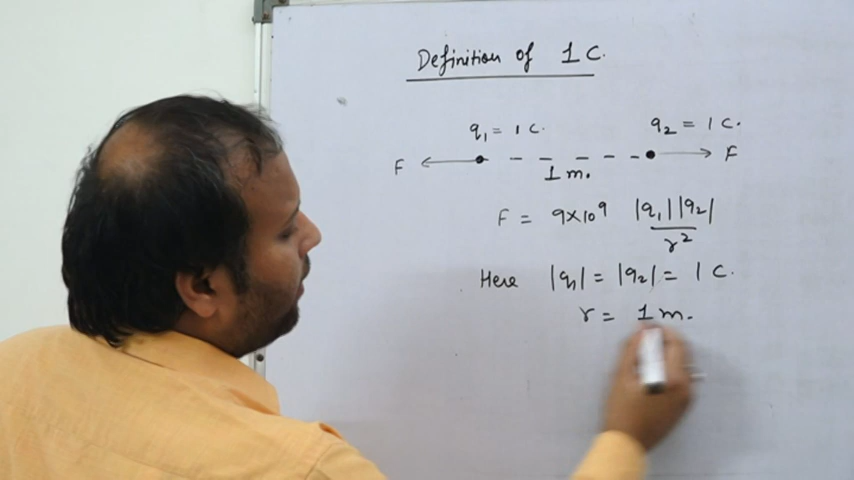 Definition of 1 C.
q₁ = 1 C. q₂ = 1 C.
F F
1 m.
F = 9×10⁹ |q₁| |q₂| / r²
Here |q₁| = |q₂| = 1 C.
r = 1 m.